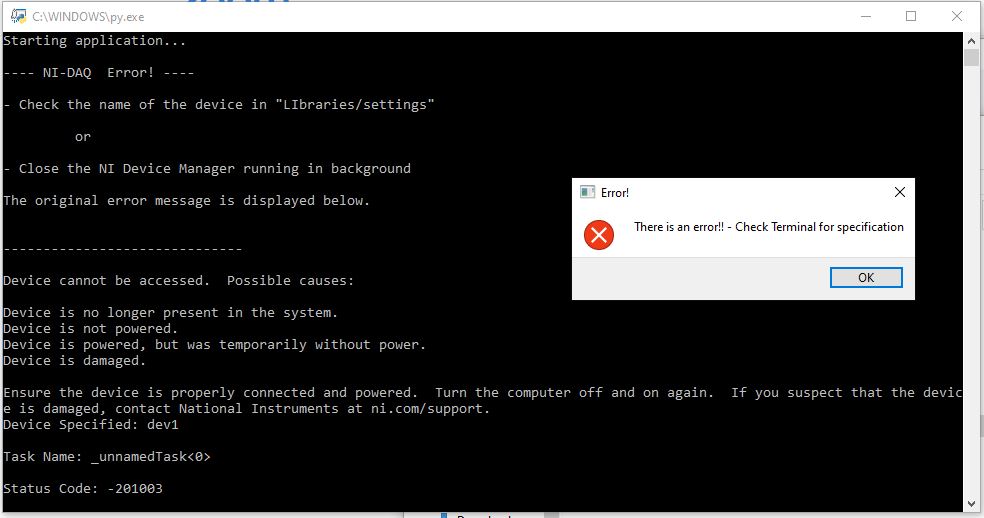 C:\WINDOWS\py.exe
Starting application...
---- NI-DAQ  Error! ----
- Check the name of the device in "LIbraries/settings"
or
- Close the NI Device Manager running in background
The original error message is displayed below.
------------------------------
Device cannot be accessed.  Possible causes:
Device is no longer present in the system.
Device is not powered.
Device is powered, but was temporarily without power.
Device is damaged.
Ensure the device is properly connected and powered.  Turn the computer off and on again.  If you suspect that the devic
e is damaged, contact National Instruments at ni.com/support.
Device Specified: dev1
Task Name: _unnamedTask<0>
Status Code: -201003
Error!
There is an error!! - Check Terminal for specification
OK